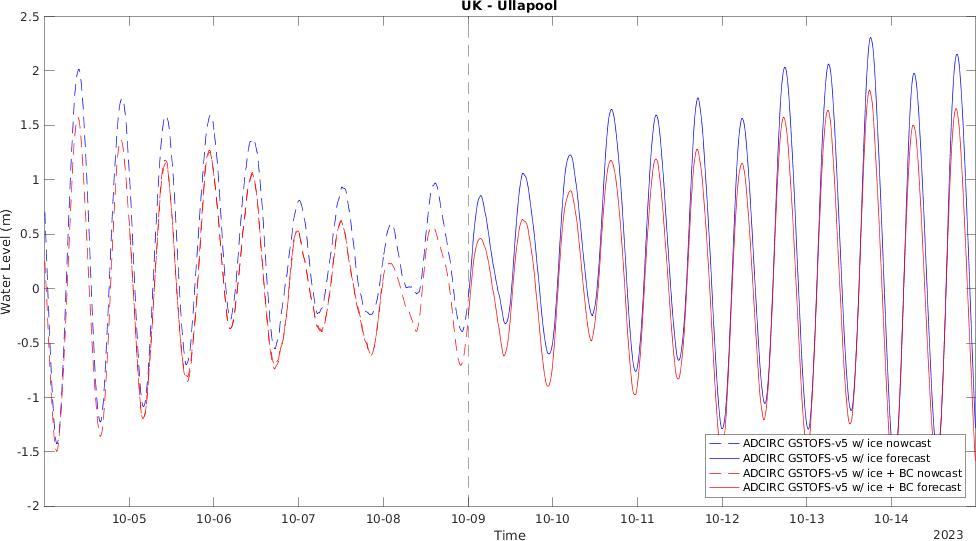 UK - Ullapool
2.5
2
1.5
1
0.5
0
-0.5
-1
-1.5
-2
Water Level (m)
10-05 10-06 10-07 10-08 10-09 10-10 10-11 10-12 10-13 10-14
Time
2023
ADCIRC GSTOFS-v5 w/ ice nowcast
ADCIRC GSTOFS-v5 w/ ice forecast
ADCIRC GSTOFS-v5 w/ ice + BC nowcast
ADCIRC GSTOFS-v5 w/ ice + BC forecast